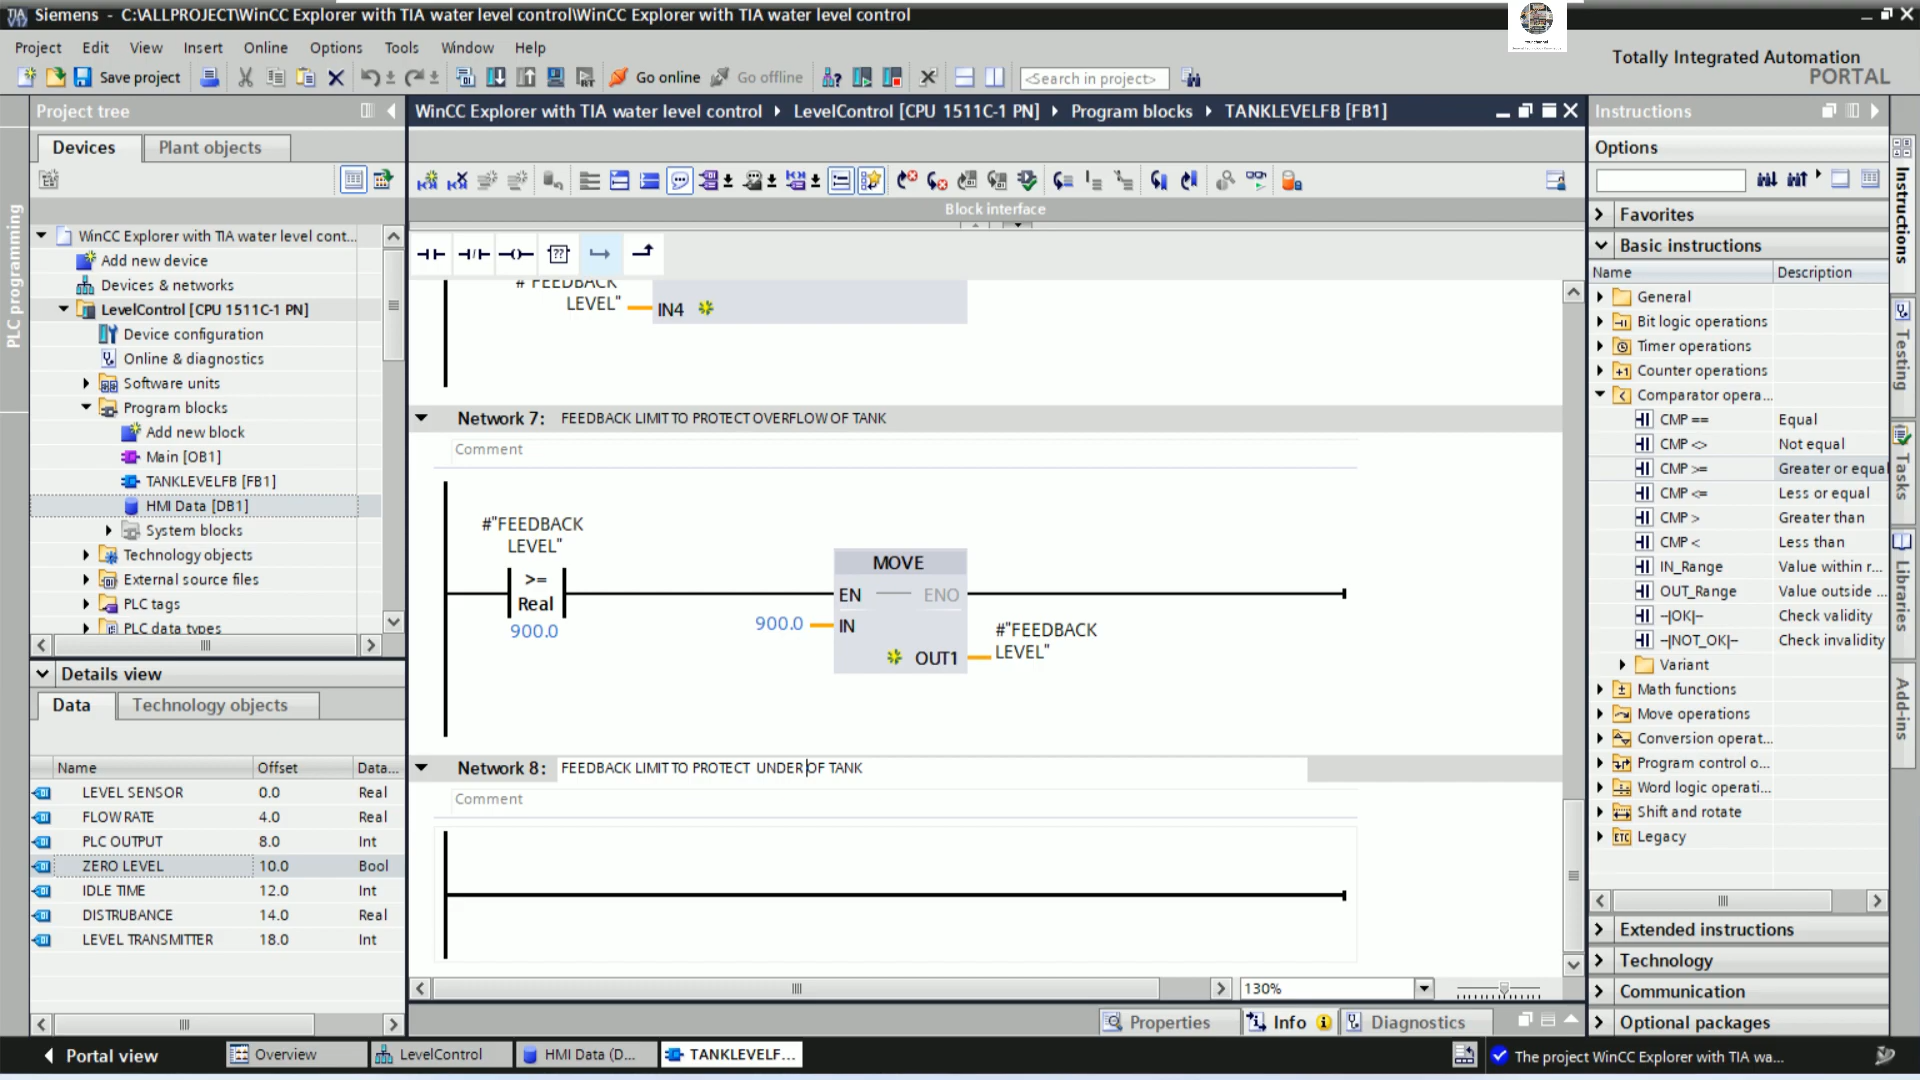 Siemens - C:\ALLPROJECT\WinCC Explorer with TIA water level control\WinCC Explorer with TIA water level control
Project Edit View Insert Online Options Tools Window Help
Totally Integrated Automation
PORTAL
Save project Go online Go offline <Search in project>
Project tree
WinCC Explorer with TIA water level control LevelControl [CPU 1511C-1 PN] Program blocks TANKLEVELFB [FB1]
Instructions
Devices Plant objects
Options
Block interface
PLC programming
WinCC Explorer with TIA water level cont...
Add new device
Devices & networks
LevelControl [CPU 1511C-1 PN]
Device configuration
Online & diagnostics
Software units
Program blocks
Add new block
Main [OB1]
TANKLEVELFB [FB1]
HMI Data [DB1]
System blocks
Technology objects
External source files
PLC tags
PLC data types
Details view
Data Technology objects
Name Offset Data...
LEVEL SENSOR 0.0 Real
FLOW RATE 4.0 Real
PLC OUTPUT 8.0 Int
ZERO LEVEL 10.0 Bool
IDLE TIME 12.0 Int
DISTRUBANCE 14.0 Real
LEVEL TRANSMITTER 18.0 Int
#"FEEDBACK
LEVEL"
IN4
Network 7: FEEDBACK LIMIT TO PROTECT OVERFLOW OF TANK
Comment
#"FEEDBACK
LEVEL"
>=
Real
900.0
MOVE
EN ENO
900.0 IN
OUT1
#"FEEDBACK
LEVEL"
Network 8: FEEDBACK LIMIT TO PROTECT UNDER OF TANK
Comment
130%
Properties Info Diagnostics
Favorites
Basic instructions
Name Description
General
Bit logic operations
Timer operations
Counter operations
Comparator opera...
CMP == Equal
CMP <> Not equal
CMP >= Greater or equal
CMP <= Less or equal
CMP > Greater than
CMP < Less than
IN_Range Value within r...
OUT_Range Value outside ...
-|OK|- Check validity
-|NOT_OK|- Check invalidity
Variant
Math functions
Move operations
Conversion operat...
Program control o...
Word logic operati...
Shift and rotate
Legacy
Extended instructions
Technology
Communication
Optional packages
Instructions
Testing
Tasks
Libraries
Add-ins
Portal view Overview LevelControl HMI Data (D... TANKLEVELF... The project WinCC Explorer with TIA wa...